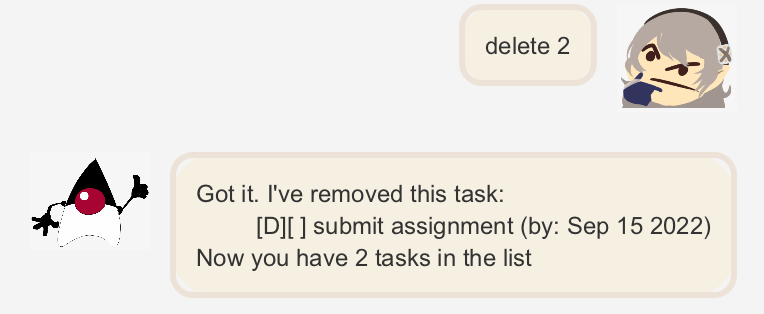 delete 2
Got it. I've removed this task:
[D][ ] submit assignment (by: Sep 15 2022)
Now you have 2 tasks in the list